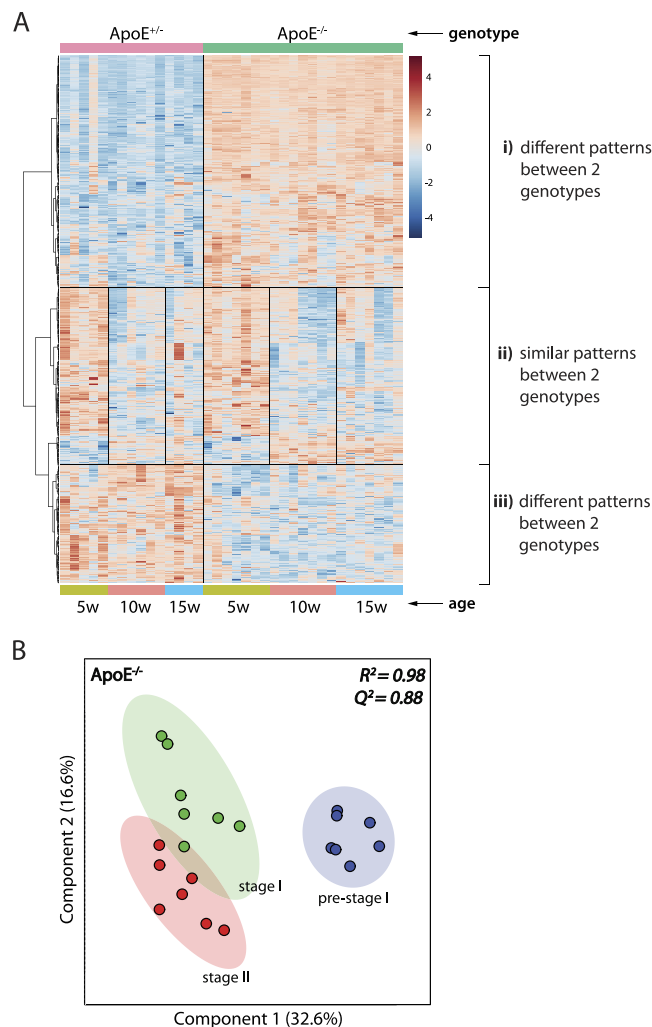 A
ApoE+/-
ApoE-/-
genotype
4
2
0
-2
-4
i) different patterns
between 2
genotypes
ii) similar patterns
between 2
genotypes
iii) different patterns
between 2
genotypes
5w 10w 15w 5w 10w 15w
age
B
ApoE-/-
R²= 0.98
Q²= 0.88
Component 2 (16.6%)
stage I
pre-stage I
stage II
Component 1 (32.6%)